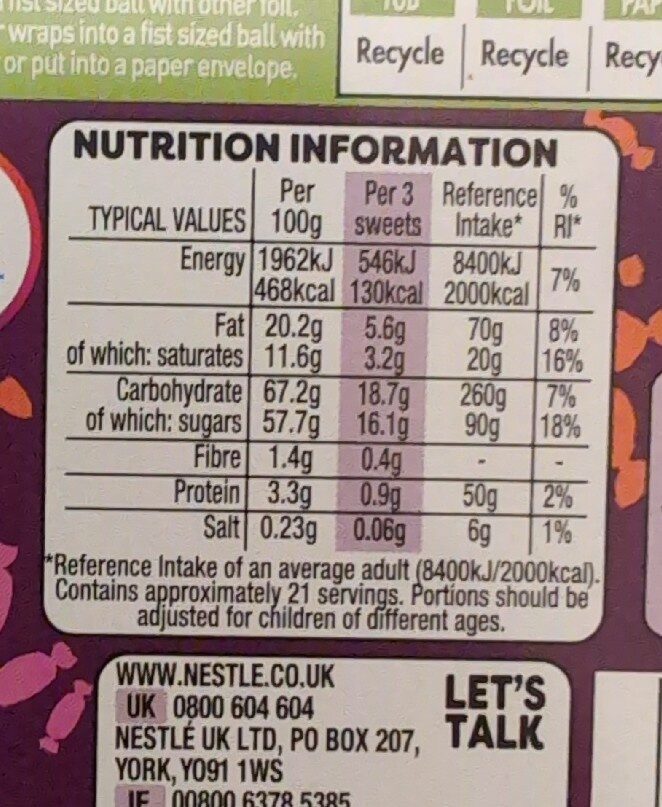 wraps into a fist sized ball with
or put into a paper envelope.
Recycle Recycle
NUTRITION INFORMATION
TYPICAL VALUES Per 100g Per 3 sweets Reference Intake* % RI*
Energy 1962kJ 546kJ 8400kJ 7%
468kcal 130kcal 2000kcal
Fat 20.2g 5.6g 70g 8%
of which: saturates 11.6g 3.2g 20g 16%
Carbohydrate 67.2g 18.7g 260g 7%
of which: sugars 57.7g 16.1g 90g 18%
Fibre 1.4g 0.4g - -
Protein 3.3g 0.9g 50g 2%
Salt 0.23g 0.06g 6g 1%
*Reference Intake of an average adult (8400kJ/2000kcal).
Contains approximately 21 servings. Portions should be
adjusted for children of different ages.
WWW.NESTLE.CO.UK
UK 0800 604 604
NESTLÉ UK LTD, PO BOX 207,
YORK, YO91 1WS
IE 00800 6378 5385
LET'S
TALK